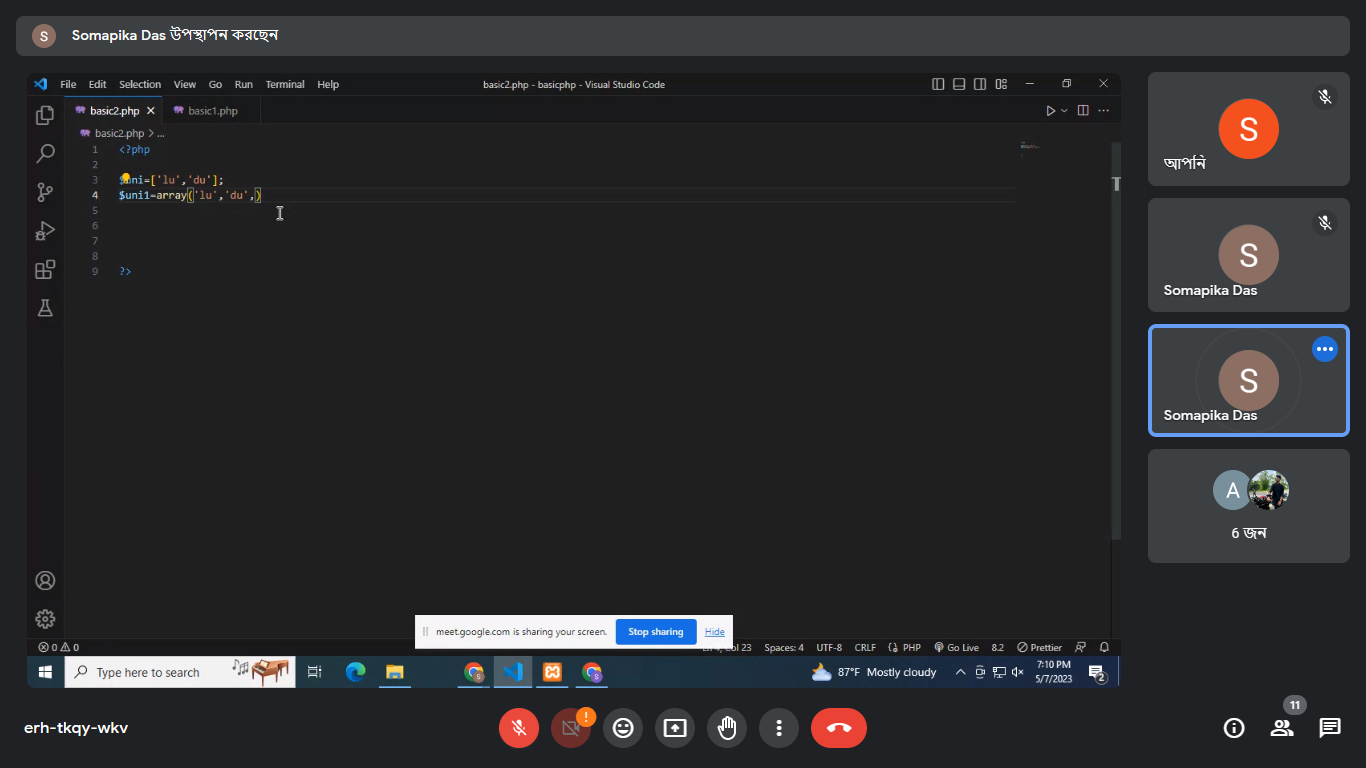 S Somapika Das উপস্থাপন করছেন
File Edit Selection View Go Run Terminal Help basic2.php - basicphp - Visual Studio Code
basic2.php basic1.php
basic2.php > ...
1 <?php
2
3 $uni=['lu','du'];
4 $uni1=array('lu','du',)
5
6
7
8
9 ?>
S
আপনি
S
Somapika Das
S
Somapika Das
A
6 জন
meet.google.com is sharing your screen. Stop sharing Hide
0 0 Col 23 Spaces: 4 UTF-8 CRLF PHP Go Live 8.2 Prettier
Type here to search 87°F Mostly cloudy 7:10 PM
5/7/2023 2
erh-tkqy-wkv 11